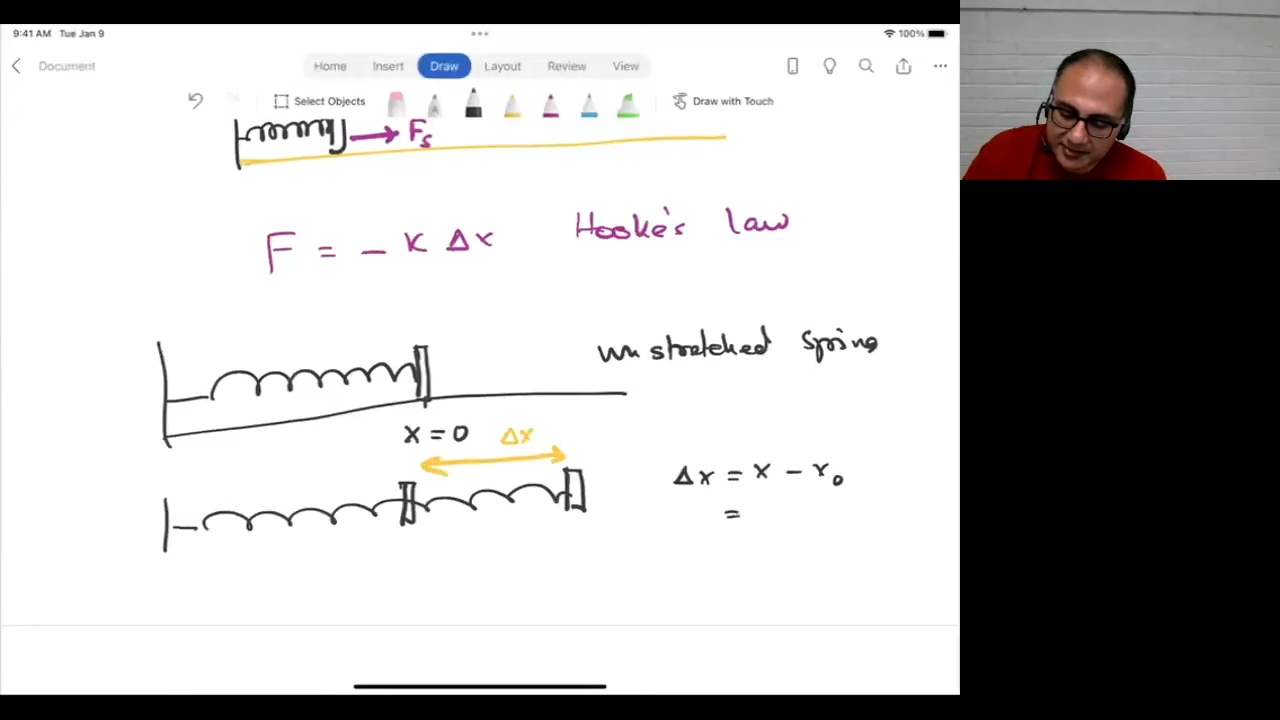 9:41 AM Tue Jan 9
100%
Document
Home Insert Draw Layout Review View
Select Objects
Draw with Touch
Fs
F = - K Δx Hooke's law
unstretched spring
x = 0 Δx
Δx = x - x₀
=